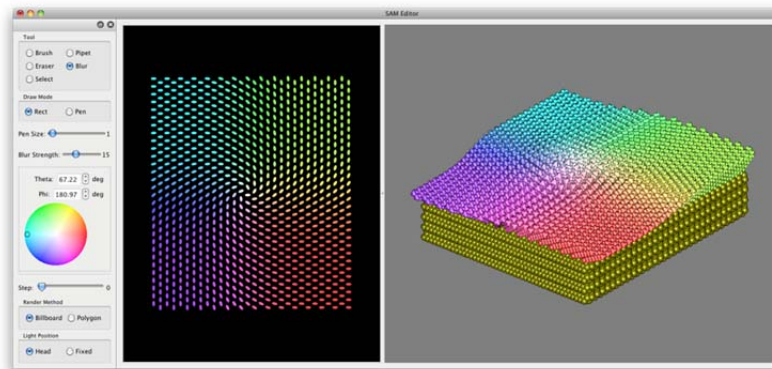 SAM Editor
Tool
Brush Pipet
Eraser Blur
Select
Draw Mode
Rect Pen
Pen Size: 1
Blur Strength: 15
Theta: 67.22 deg
Phi: 180.97 deg
Step: 0
Render Method
Billboard Polygon
Light Position
Head Fixed